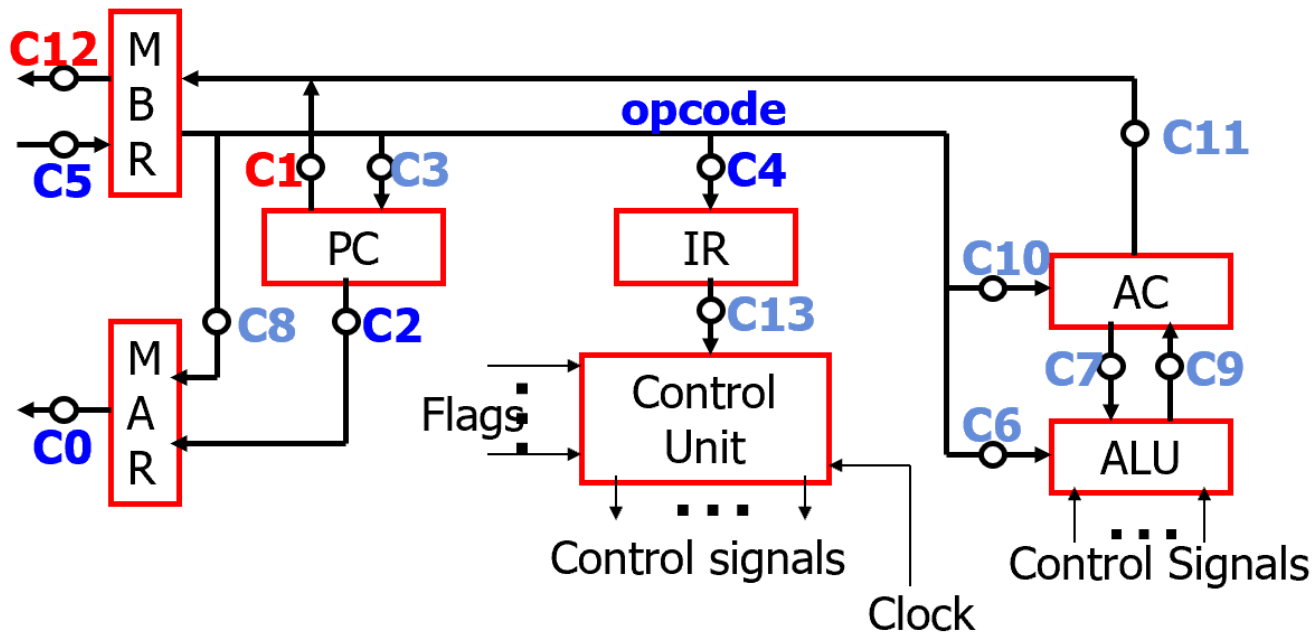 C12
M
B
R
C5
opcode
C11
C1
C3
C4
PC
IR
C10
AC
C8
C2
C13
C7
C9
M
A
R
C0
Flags
Control
Unit
C6
ALU
Control signals
Control Signals
Clock